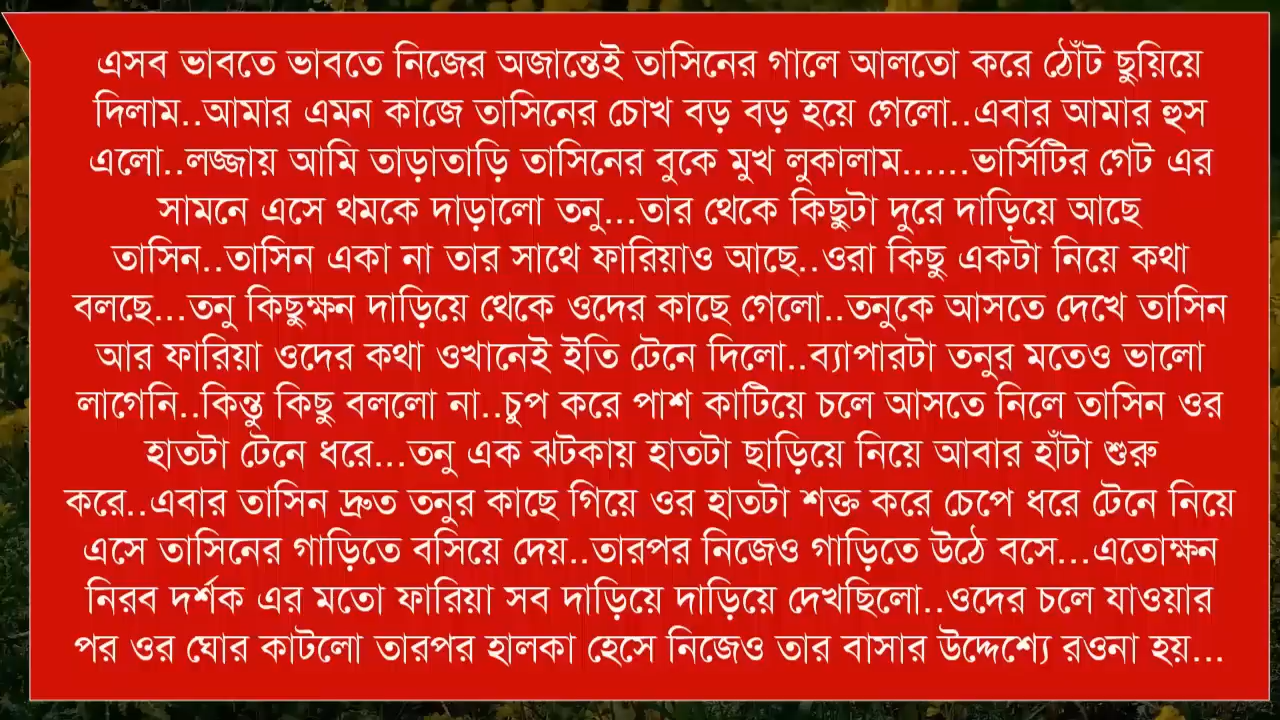 এসব ভাবতে ভাবতে নিজের অজান্তেই তাসিনের গালে আলতো করে ঠোঁট ছুয়িয়ে
দিলাম..আমার এমন কাজে তাসিনের চোখ বড় বড় হয়ে গেলো..এবার আমার হুস
এলো..লজ্জায় আমি তাড়াতাড়ি তাসিনের বুকে মুখ লুকালাম......ভার্সিটির গেট এর
সামনে এসে থমকে দাড়ালো তনু...তার থেকে কিছুটা দুরে দাড়িয়ে আছে
তাসিন..তাসিন একা না তার সাথে ফারিয়াও আছে..ওরা কিছু একটা নিয়ে কথা
বলছে...তনু কিছুক্ষন দাড়িয়ে থেকে ওদের কাছে গেলো..তনুকে আসতে দেখে তাসিন
আর ফারিয়া ওদের কথা ওখানেই ইতি টেনে দিলো..ব্যাপারটা তনুর মতেও ভালো
লাগেনি..কিন্তু কিছু বললো না..চুপ করে পাশ কাটিয়ে চলে আসতে নিলে তাসিন ওর
হাতটা টেনে ধরে...তনু এক ঝটকায় হাতটা ছাড়িয়ে নিয়ে আবার হাঁটা শুরু
করে..এবার তাসিন দ্রুত তনুর কাছে গিয়ে ওর হাতটা শক্ত করে চেপে ধরে টেনে নিয়ে
এসে তাসিনের গাড়িতে বসিয়ে দেয়..তারপর নিজেও গাড়িতে উঠে বসে...এতোক্ষন
নিরব দর্শক এর মতো ফারিয়া সব দাড়িয়ে দাড়িয়ে দেখছিলো..ওদের চলে যাওয়ার
পর ওর ঘোর কাটলো তারপর হালকা হেসে নিজেও তার বাসার উদ্দেশ্যে রওনা হয়...